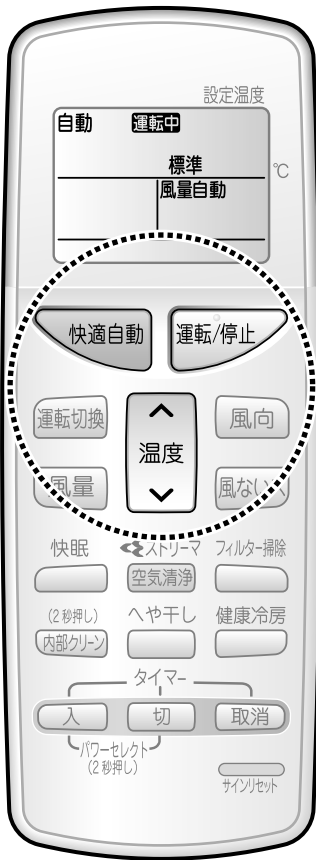 設定温度
自動 運転中
標準 ℃
風量自動
快適自動 運転/停止
運転切換 温度 風向
風量 風ないス
快眠 ストリーマ フィルター掃除
空気清浄
(2秒押し) へや干し 健康冷房
内部クリーン
タイマー
入 切 取消
パワーセレクト
(2秒押し)
サインリセット